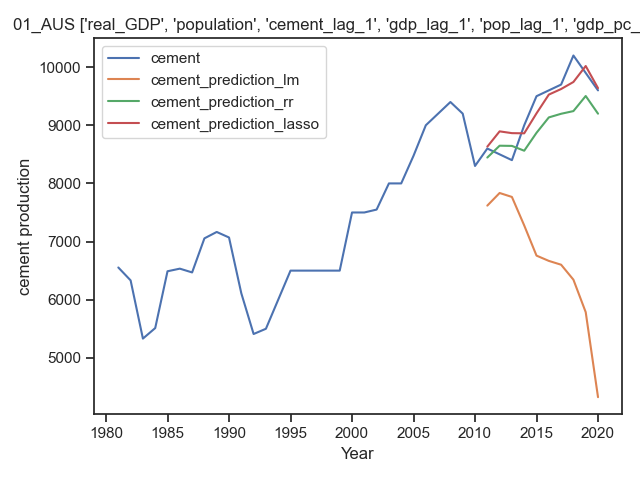 01_AUS ['real_GDP', 'population', 'cement_lag_1', 'gdp_lag_1', 'pop_lag_1', 'gdp_pc_
cement
cement_prediction_lm
cement_prediction_rr
cement_prediction_lasso
cement production
10000
9000
8000
7000
6000
5000
1980 1985 1990 1995 2000 2005 2010 2015 2020
Year